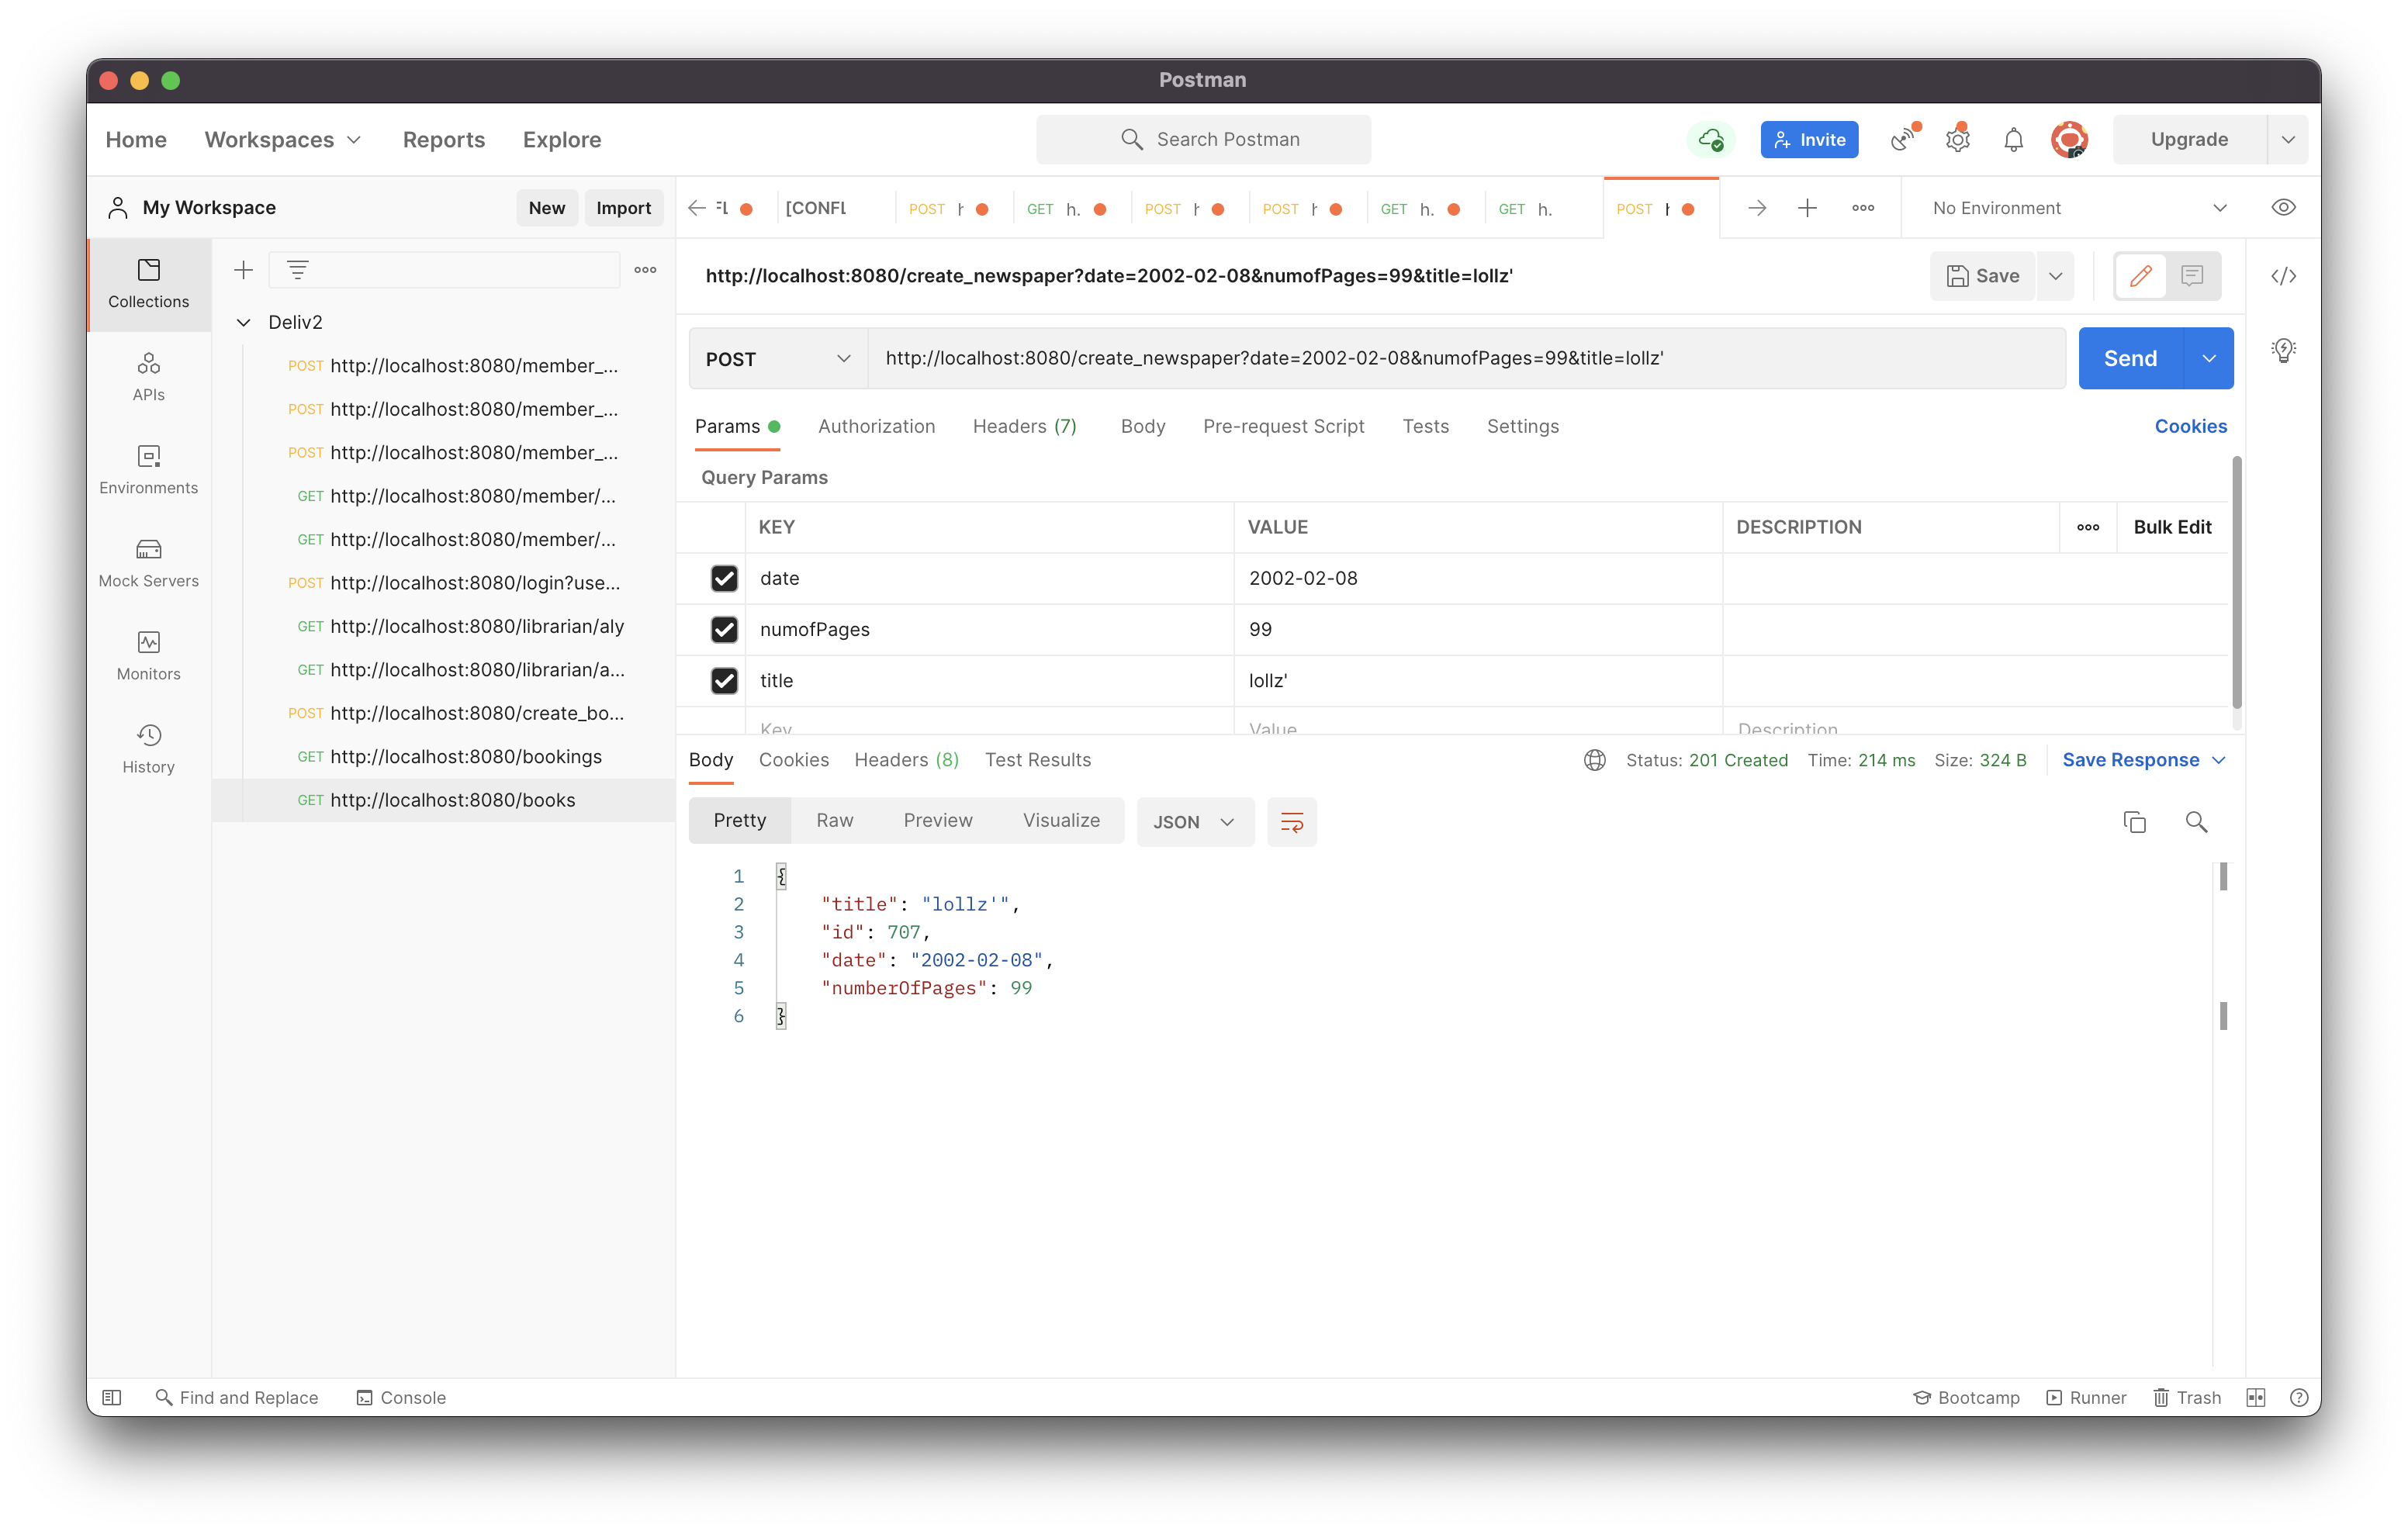 Postman
Home Workspaces Reports Explore Search Postman Invite Upgrade
My Workspace New Import [CONFL POST GET h. POST POST GET h. GET h. POST No Environment
Collections
APIs
Environments
Mock Servers
Monitors
History
Deliv2
POST http://localhost:8080/member_...
POST http://localhost:8080/member_...
POST http://localhost:8080/member_...
GET http://localhost:8080/member/...
GET http://localhost:8080/member/...
POST http://localhost:8080/login?use...
GET http://localhost:8080/librarian/aly
GET http://localhost:8080/librarian/a...
POST http://localhost:8080/create_bo...
GET http://localhost:8080/bookings
GET http://localhost:8080/books
http://localhost:8080/create_newspaper?date=2002-02-08&numofPages=99&title=lollz' Save
POST http://localhost:8080/create_newspaper?date=2002-02-08&numofPages=99&title=lollz' Send
Params Authorization Headers (7) Body Pre-request Script Tests Settings Cookies
Query Params
KEY VALUE DESCRIPTION Bulk Edit
date 2002-02-08
numofPages 99
title lollz'
Key Value Description
Body Cookies Headers (8) Test Results Status: 201 Created Time: 214 ms Size: 324 B Save Response
Pretty Raw Preview Visualize JSON
1 {
2 "title": "lollz'",
3 "id": 707,
4 "date": "2002-02-08",
5 "numberOfPages": 99
6 }
Find and Replace Console Bootcamp Runner Trash